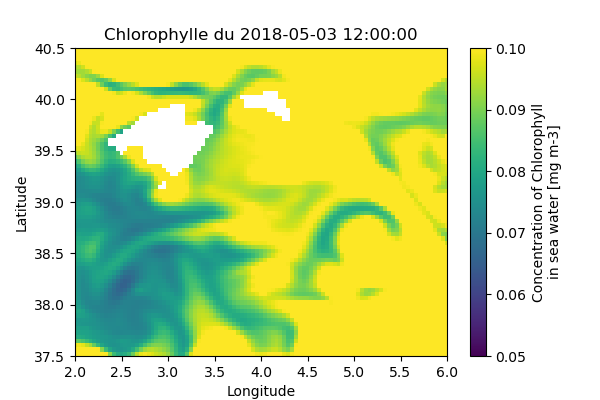 Chlorophylle du 2018-05-03 12:00:00
40.5
40.0
39.5
39.0
38.5
38.0
37.5
Latitude
2.0 2.5 3.0 3.5 4.0 4.5 5.0 5.5 6.0
Longitude
0.10
0.09
0.08
0.07
0.06
0.05
Concentration of Chlorophyll
in sea water [mg m-3]